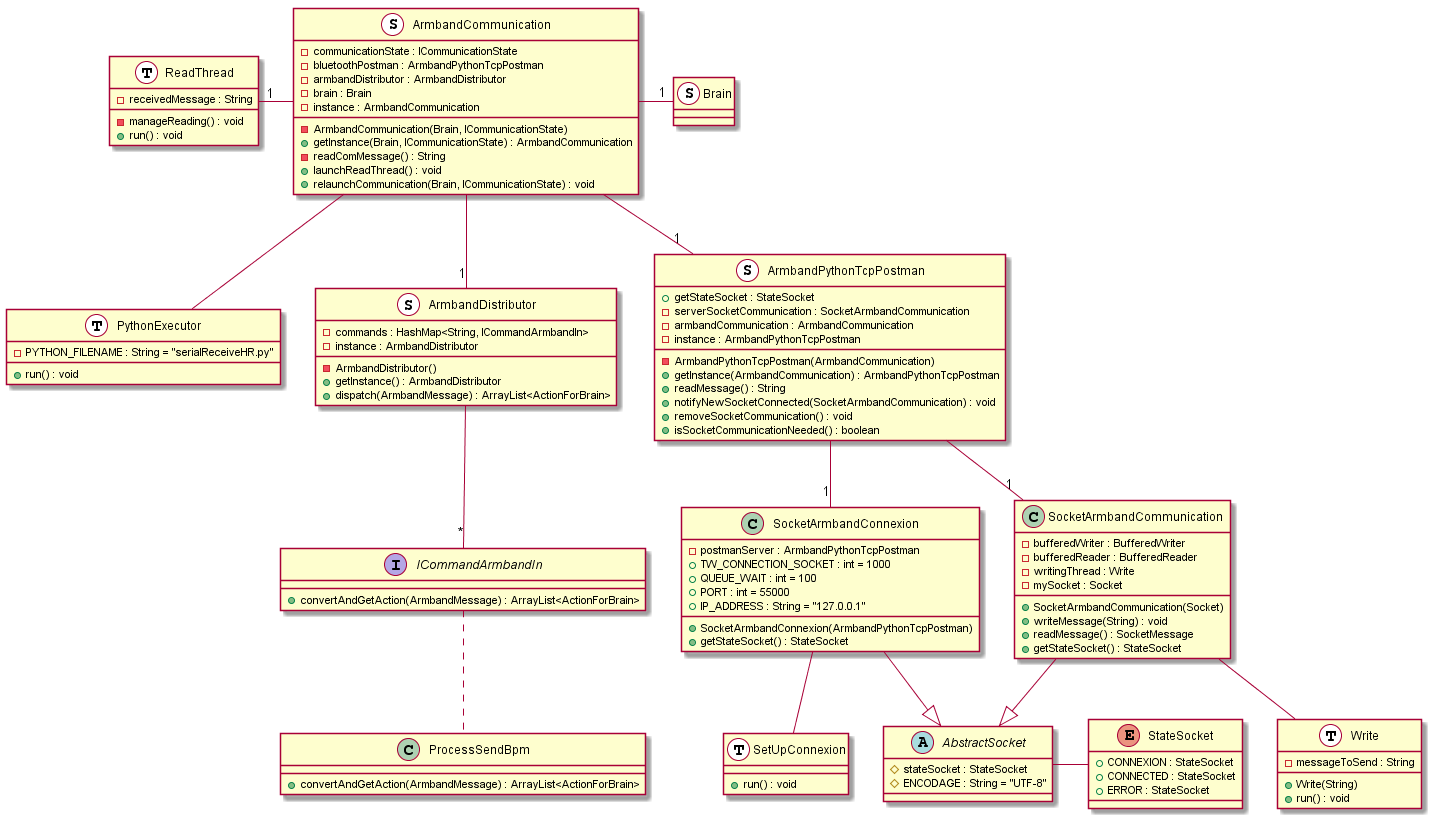 S ArmbandCommunication
communicationState : ICommunicationState
bluetoothPostman : ArmbandPythonTcpPostman
armbandDistributor : ArmbandDistributor
brain : Brain
instance : ArmbandCommunication
ArmbandCommunication(Brain, ICommunicationState)
getInstance(Brain, ICommunicationState) : ArmbandCommunication
readComMessage() : String
launchReadThread() : void
relaunchCommunication(Brain, ICommunicationState) : void
T ReadThread
receivedMessage : String
manageReading() : void
run() : void
1
1
S Brain
1
1
T PythonExecutor
PYTHON_FILENAME : String = "serialReceiveHR.py"
run() : void
S ArmbandDistributor
commands : HashMap<String, ICommandArmbandIn>
instance : ArmbandDistributor
ArmbandDistributor()
getInstance() : ArmbandDistributor
dispatch(ArmbandMessage) : ArrayList<ActionForBrain>
S ArmbandPythonTcpPostman
getStateSocket : StateSocket
serverSocketCommunication : SocketArmbandCommunication
armbandCommunication : ArmbandCommunication
instance : ArmbandPythonTcpPostman
ArmbandPythonTcpPostman(ArmbandCommunication)
getInstance(ArmbandCommunication) : ArmbandPythonTcpPostman
readMessage() : String
notifyNewSocketConnected(SocketArmbandCommunication) : void
removeSocketCommunication() : void
isSocketCommunicationNeeded() : boolean
*
1
1
I ICommandArmbandIn
convertAndGetAction(ArmbandMessage) : ArrayList<ActionForBrain>
C SocketArmbandConnexion
postmanServer : ArmbandPythonTcpPostman
TW_CONNECTION_SOCKET : int = 1000
QUEUE_WAIT : int = 100
PORT : int = 55000
IP_ADDRESS : String = "127.0.0.1"
SocketArmbandConnexion(ArmbandPythonTcpPostman)
getStateSocket() : StateSocket
C SocketArmbandCommunication
bufferedWriter : BufferedWriter
bufferedReader : BufferedReader
writingThread : Write
mySocket : Socket
SocketArmbandCommunication(Socket)
writeMessage(String) : void
readMessage() : SocketMessage
getStateSocket() : StateSocket
C ProcessSendBpm
convertAndGetAction(ArmbandMessage) : ArrayList<ActionForBrain>
T SetUpConnexion
run() : void
A AbstractSocket
stateSocket : StateSocket
ENCODAGE : String = "UTF-8"
E StateSocket
CONNEXION : StateSocket
CONNECTED : StateSocket
ERROR : StateSocket
T Write
messageToSend : String
Write(String)
run() : void